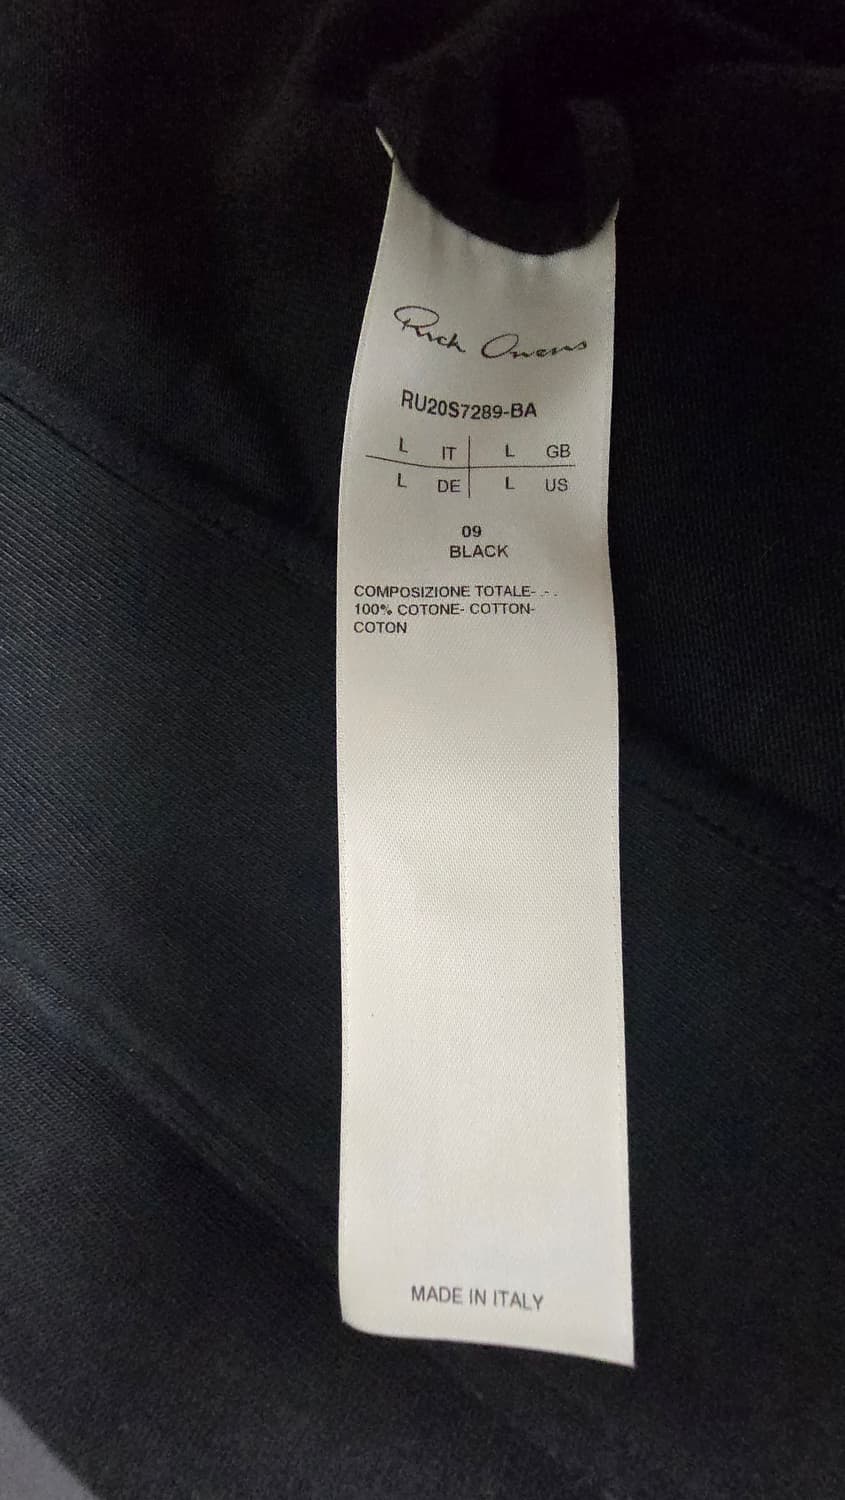 Rick Owens
RU20S7289-BA
L IT L GB
L DE L US
09
BLACK
COMPOSIZIONE TOTALE- .- .
100% COTONE- COTTON-
COTON
MADE IN ITALY